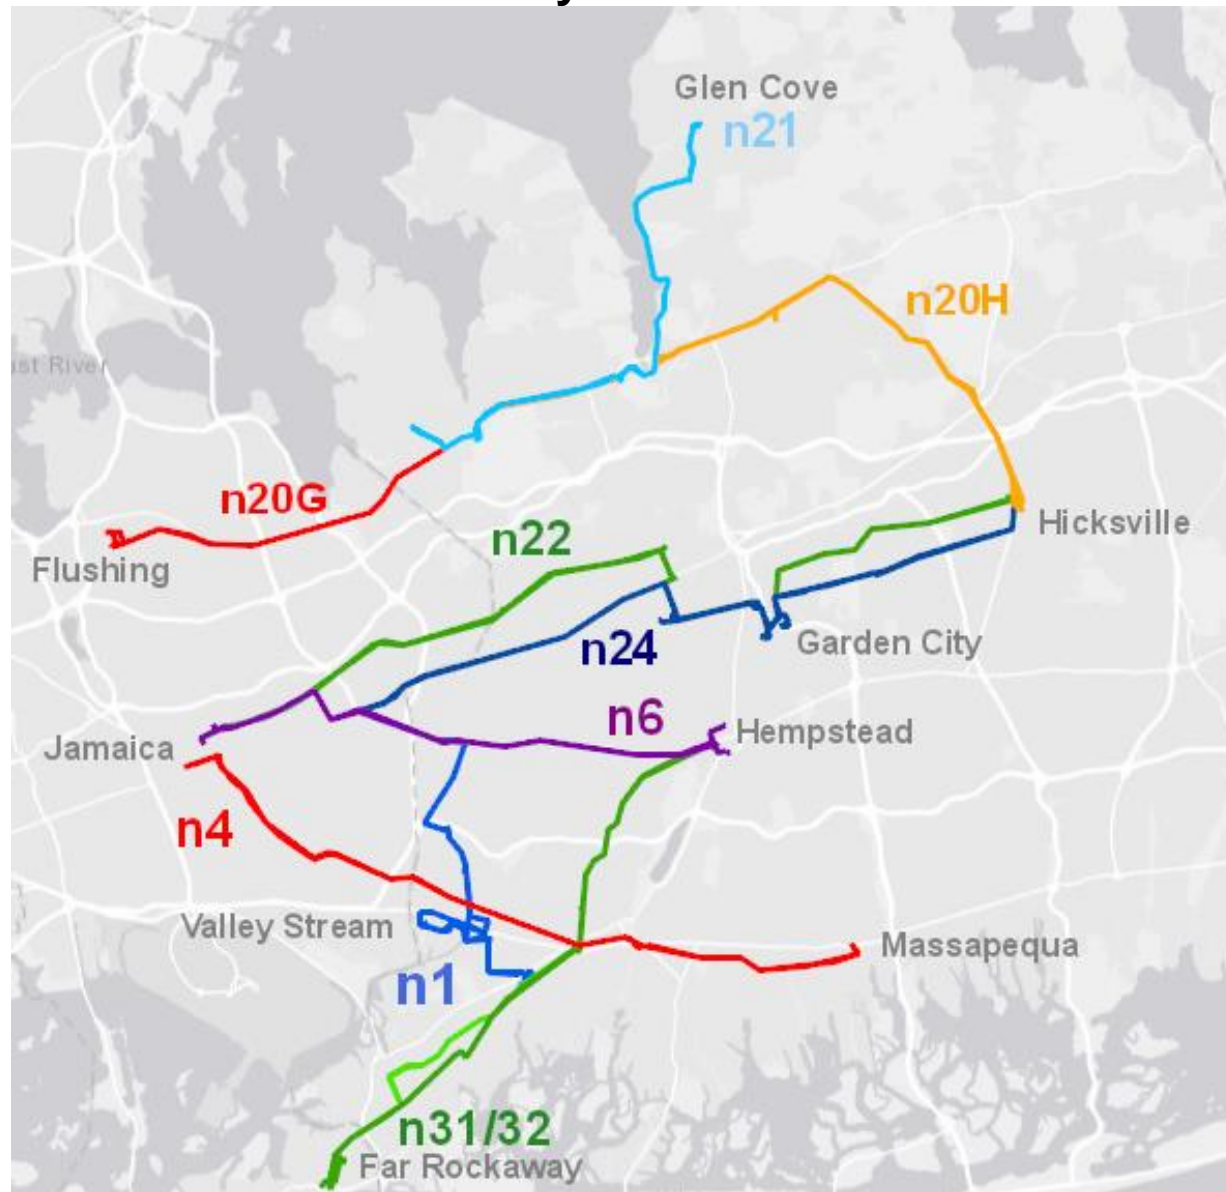 Glen Cove
n21
n20H
ast River
n20G
Flushing
n22
Hicksville
n24
Garden City
n6
Hempstead
Jamaica
n4
Valley Stream
Massapequa
n1
n31/32
Far Rockaway